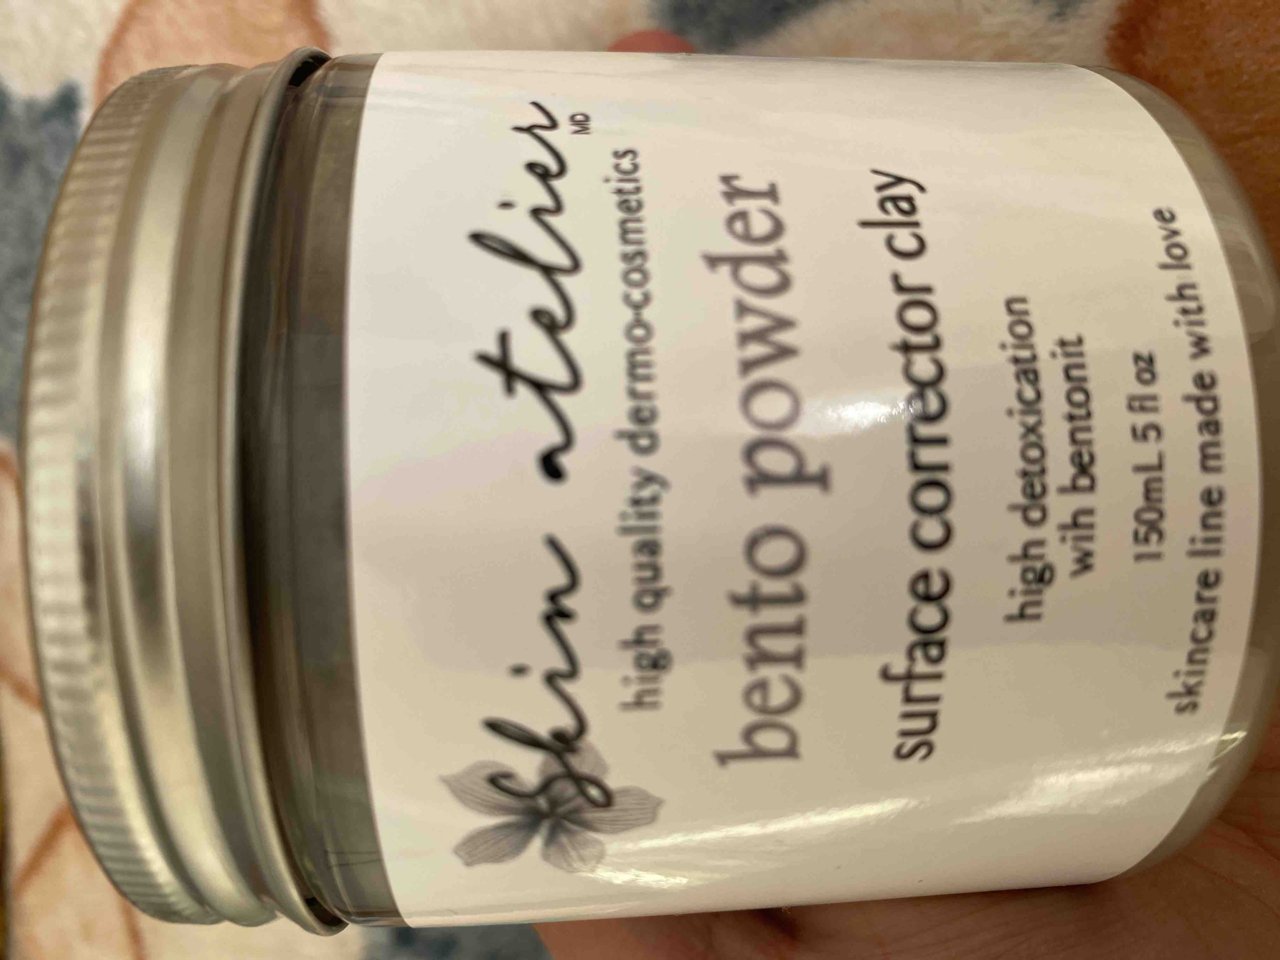 skin atelier
MD
high quality dermo-cosmetics
bento powder
surface corrector clay
high detoxication
wih bentonit
150mL 5 fl oz
skincare line made with love